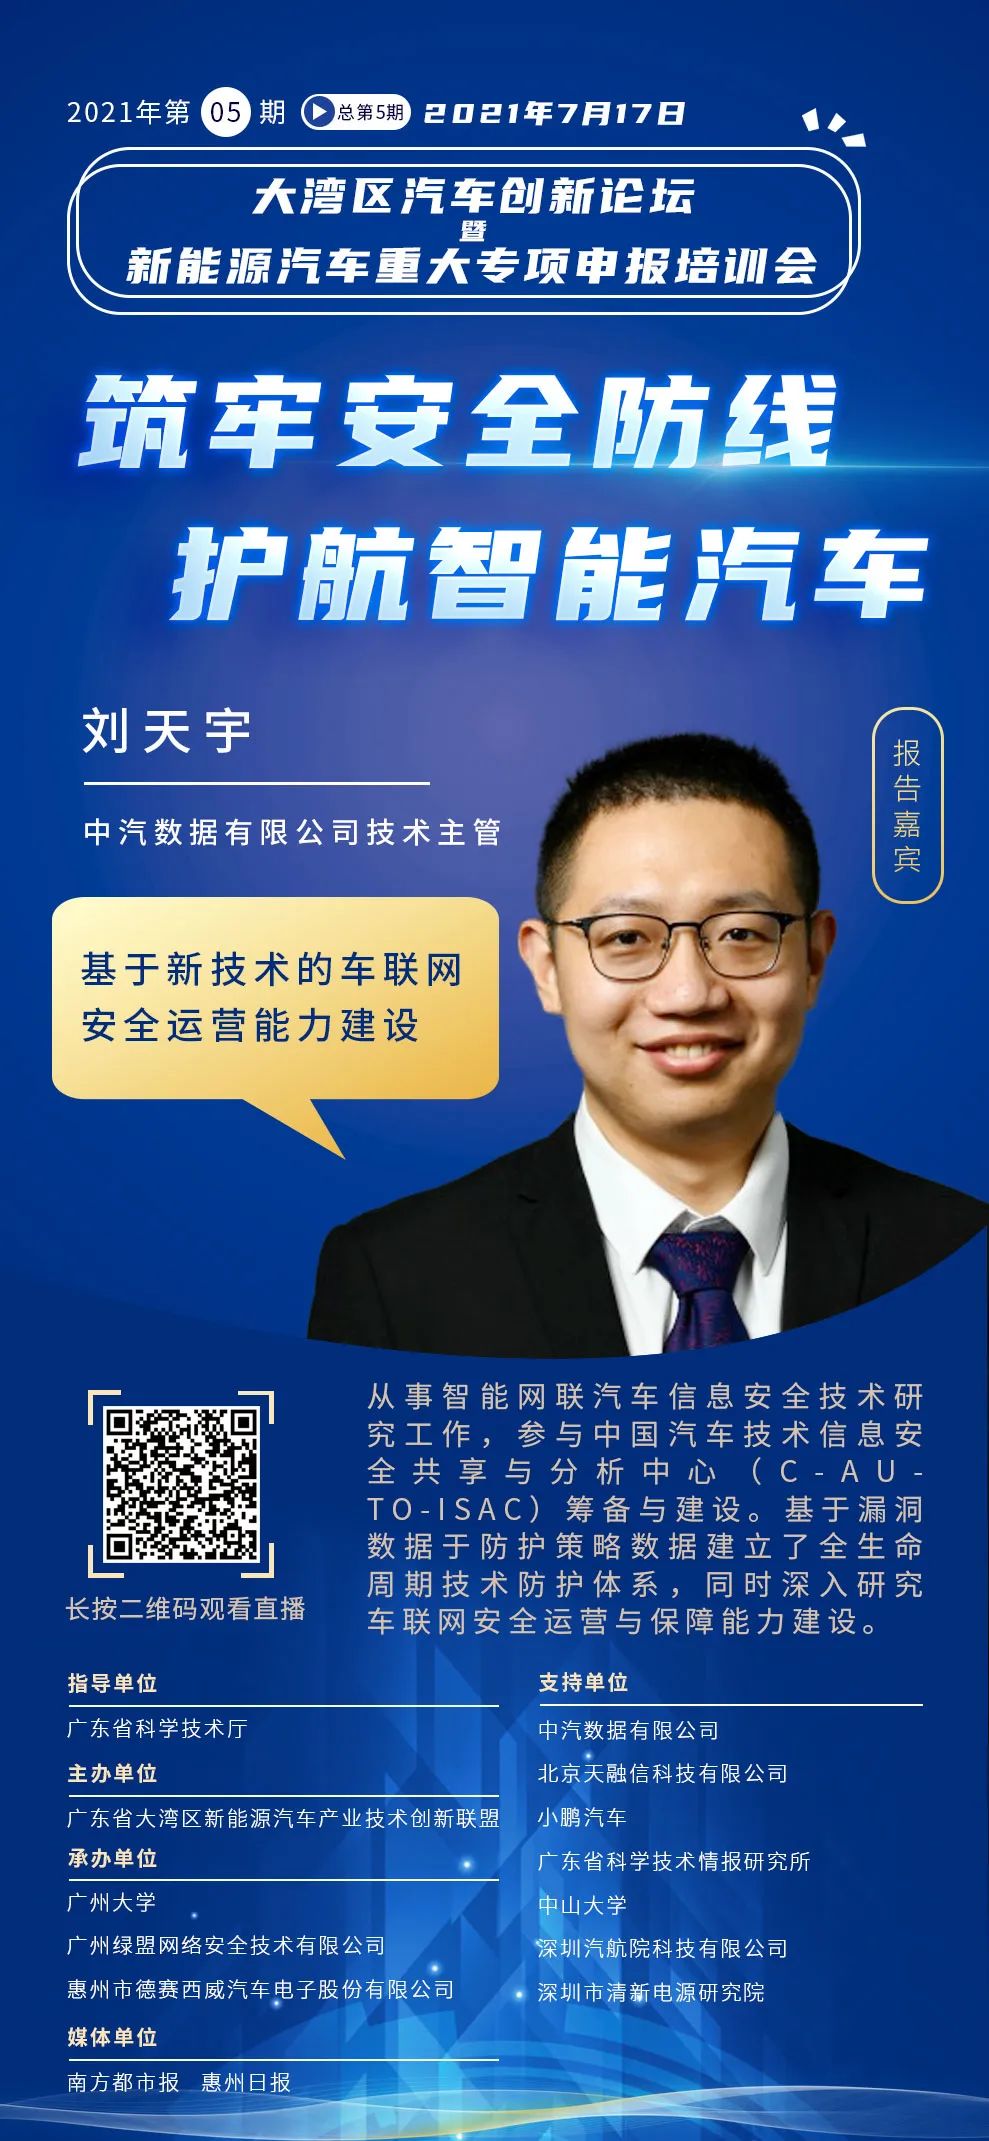 2021年第 05 期 总第5期 2021年7月17日
大湾区汽车创新论坛
暨
新能源汽车重大专项申报培训会
筑牢安全防线
护航智能汽车
刘天宇
中汽数据有限公司技术主管
报告嘉宾
基于新技术的车联网
安全运营能力建设
从事智能网联汽车信息安全技术研
究工作，参与中国汽车技术信息安
全共享与分析中心（C-AU-
TO-ISAC）筹备与建设。基于漏洞
数据于防护策略数据建立了全生命
周期技术防护体系，同时深入研究
车联网安全运营与保障能力建设。
长按二维码观看直播
指导单位
广东省科学技术厅
主办单位
广东省大湾区新能源汽车产业技术创新联盟
承办单位
广州大学
广州绿盟网络安全技术有限公司
惠州市德赛西威汽车电子股份有限公司
媒体单位
南方都市报 惠州日报
支持单位
中汽数据有限公司
北京天融信科技有限公司
小鹏汽车
广东省科学技术情报研究所
中山大学
深圳汽航院科技有限公司
深圳市清新电源研究院